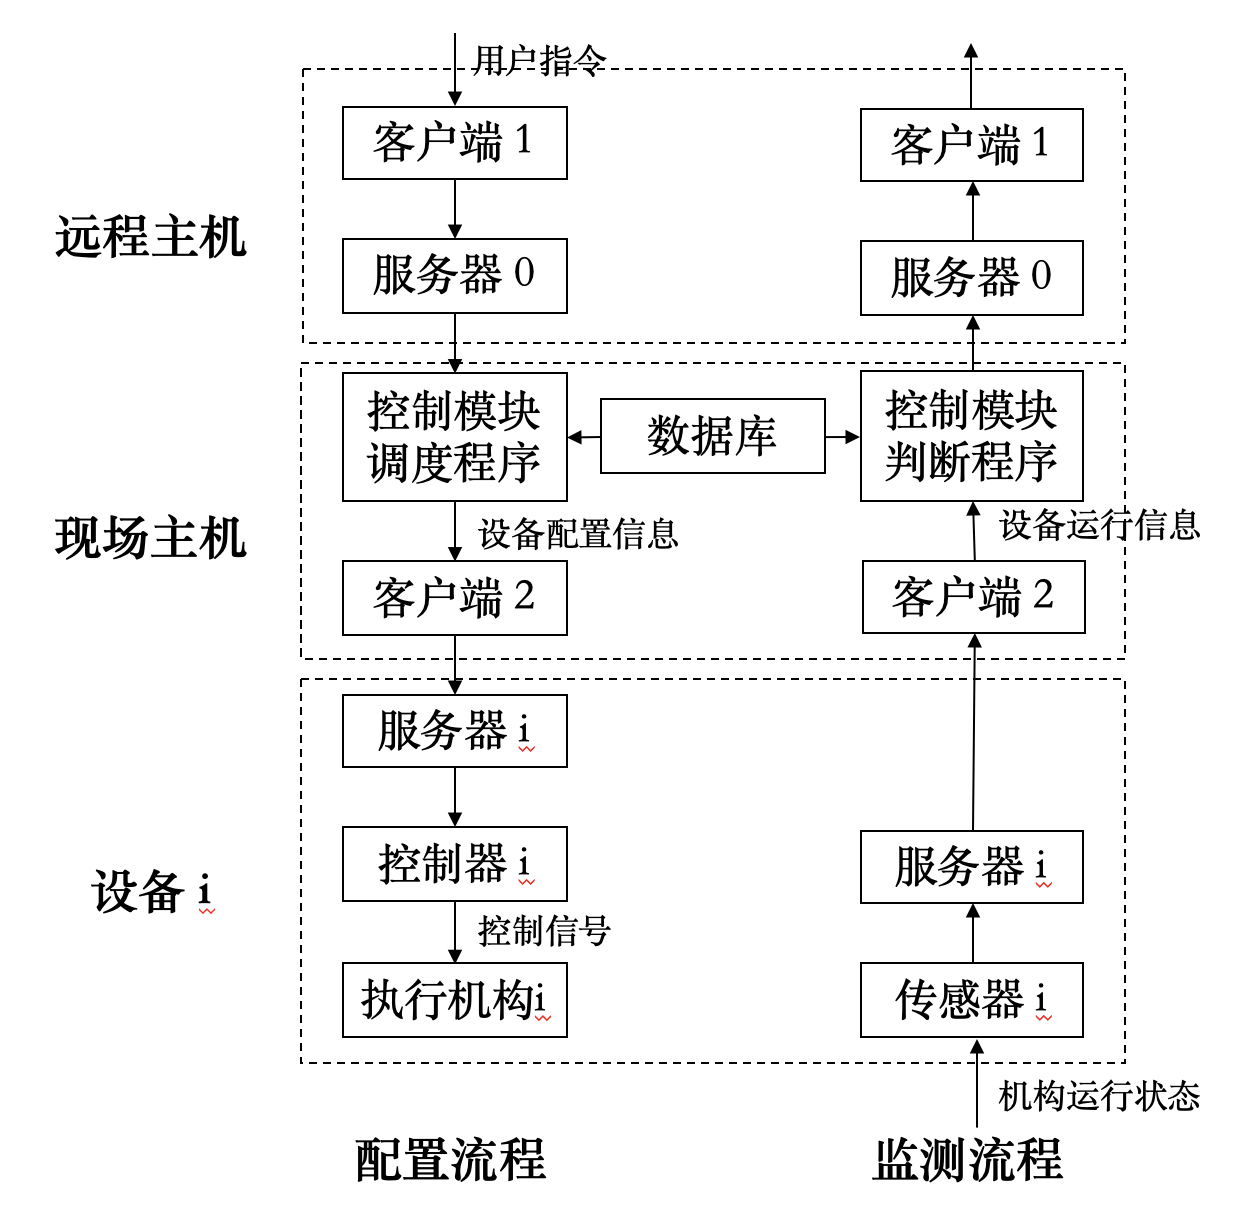 用户指令
客户端 1
客户端 1
远程主机
服务器 0
服务器 0
控制模块
调度程序
数据库
控制模块
判断程序
现场主机
设备配置信息
设备运行信息
客户端 2
客户端 2
服务器 i
设备 i
控制器 i
服务器 i
控制信号
执行机构i
传感器 i
机构运行状态
配置流程
监测流程